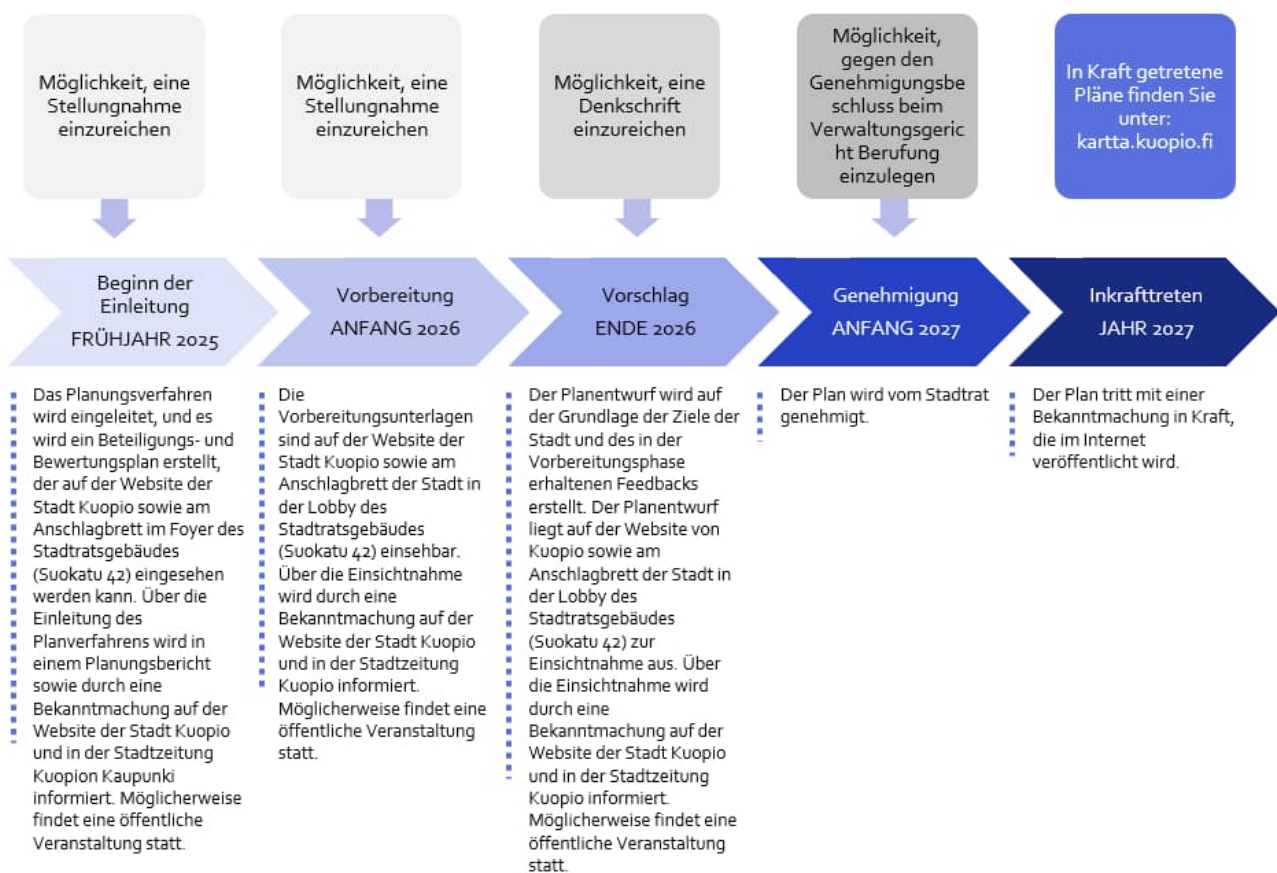 Möglichkeit, eine
Stellungnahme
einzureichen
Möglichkeit, eine
Stellungnahme
einzureichen
Möglichkeit, eine
Denkschrift
einzureichen
Möglichkeit,
gegen den
Genehmigungsbe
schluss beim
Verwaltungsgeric
ht Berufung
einzulegen
In Kraft getretene
Pläne finden Sie
unter:
kartta.kuopio.fi
Beginn der
Einleitung
FRÜHJAHR 2025
Vorbereitung
ANFANG 2026
Vorschlag
ENDE 2026
Genehmigung
ANFANG 2027
Inkrafttreten
JAHR 2027
Das Planungsverfahren
wird eingeleitet, und es
wird ein Beteiligungs- und
Bewertungsplan erstellt,
der auf der Website der
Stadt Kuopio sowie am
Anschlagbrett im Foyer des
Stadtratsgebäudes
(Suokatu 42) eingesehen
werden kann. Über die
Einleitung des
Planverfahrens wird in
einem Planungsbericht
sowie durch eine
Bekanntmachung auf der
Website der Stadt Kuopio
und in der Stadtzeitung
Kuopion Kaupunki
informiert. Möglicherweise
findet eine öffentliche
Veranstaltung statt.
Die
Vorbereitungsunterlagen
sind auf der Website der
Stadt Kuopio sowie am
Anschlagbrett der Stadt in
der Lobby des
Stadtratsgebäudes
(Suokatu 42) einsehbar.
Über die Einsichtnahme
wird durch eine
Bekanntmachung auf der
Website der Stadt Kuopio
und in der Stadtzeitung
Kuopio informiert.
Möglicherweise findet eine
öffentliche Veranstaltung
statt.
Der Planentwurf wird auf
der Grundlage der Ziele der
Stadt und des in der
Vorbereitungsphase
erhaltenen Feedbacks
erstellt. Der Planentwurf
liegt auf der Website von
Kuopio sowie am
Anschlagbrett der Stadt in
der Lobby des
Stadtratsgebäudes
(Suokatu 42) zur
Einsichtnahme aus. Über
die Einsichtnahme wird
durch eine
Bekanntmachung auf der
Website der Stadt Kuopio
und in der Stadtzeitung
Kuopio informiert.
Möglicherweise findet eine
öffentliche Veranstaltung
statt.
Der Plan wird vom Stadtrat
genehmigt.
Der Plan tritt mit einer
Bekanntmachung in Kraft,
die im Internet
veröffentlicht wird.